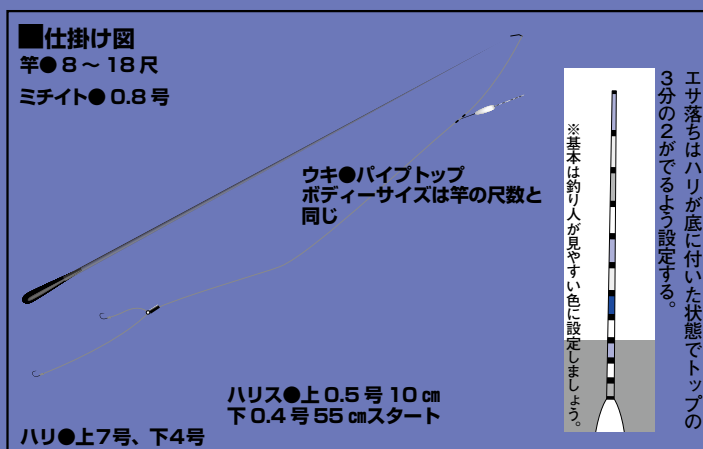 ■仕掛け図
竿●8〜18尺
ミチイト●0.8号
ウキ●パイプトップ
ボディーサイズは竿の尺数と
同じ
ハリス●上0.5号10㎝
下0.4号55㎝スタート
ハリ●上7号、下4号
エサ落ちはハリが底に付いた状態でトップの
3分の2がでるよう設定する。
※基本は釣り人が見やすい色に設定しましょう。